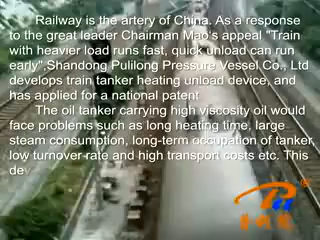 Railway is the artery of China. As a response
to the great leader Chairman Mao's appeal "Train
with heavier load runs fast, quick unload can run
early",Shandong Pulilong Pressure Vessel Co., Ltd
develops train tanker heating unload device, and
has applied for a national patent
The oil tanker carrying high viscosity oil would
face problems such as long heating time, large
steam consumption, long-term occupation of tanker,
low turnover rate and high transport costs etc. This
dev